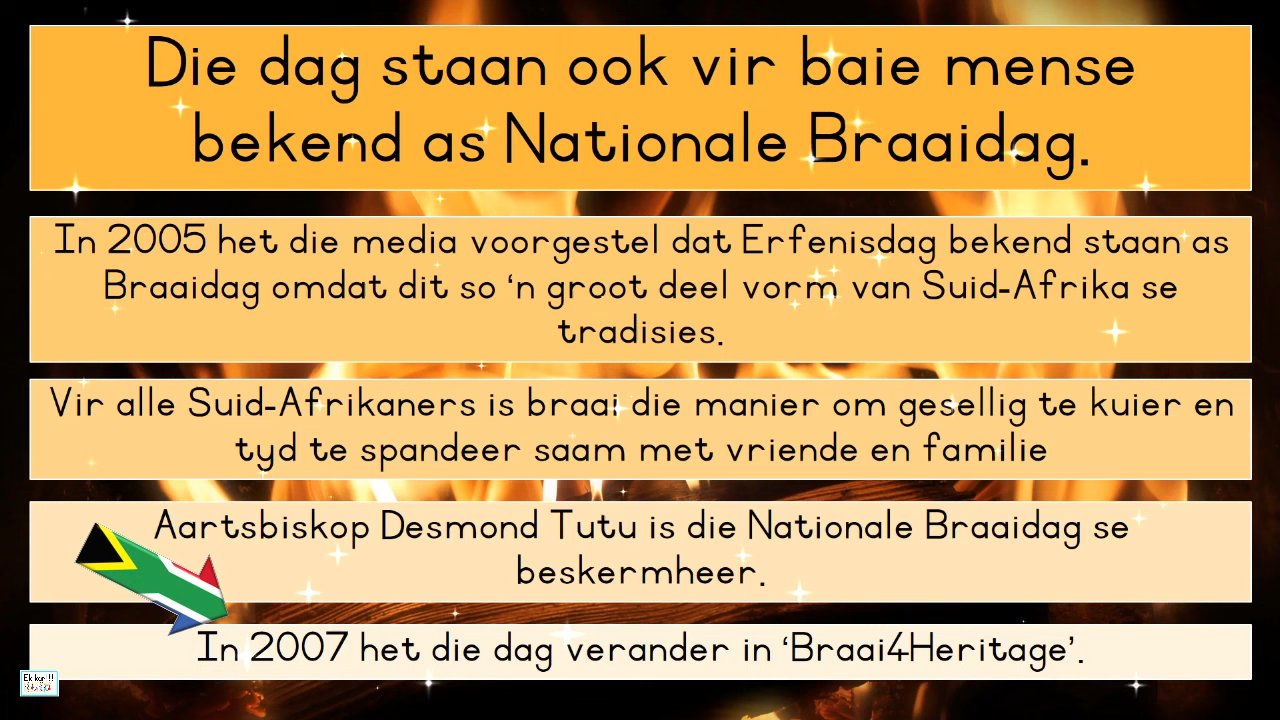 Die dag staan ook vir baie mense
bekend as Nationale Braaidag.
In 2005 het die media voorgestel dat Erfenisdag bekend staan as
Braaidag omdat dit so ‘n groot deel vorm van Suid-Afrika se
tradisies.
Vir alle Suid-Afrikaners is braai die manier om gesellig te kuier en
tyd te spandeer saam met vriende en familie
Aartsbiskop Desmond Tutu is die Nationale Braaidag se
beskermheer.
In 2007 het die dag verander in ‘Braai4Heritage’.
Ek kan !!